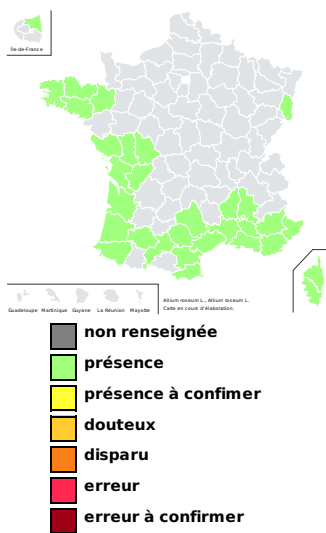 Île-de-France
Guadeloupe Martinique Guyane La Réunion Mayotte
Allium roseum L., Allium roseum L.
Carte en cours d'élaboration.
non renseignée
présence
présence à confimer
douteux
disparu
erreur
erreur à confirmer